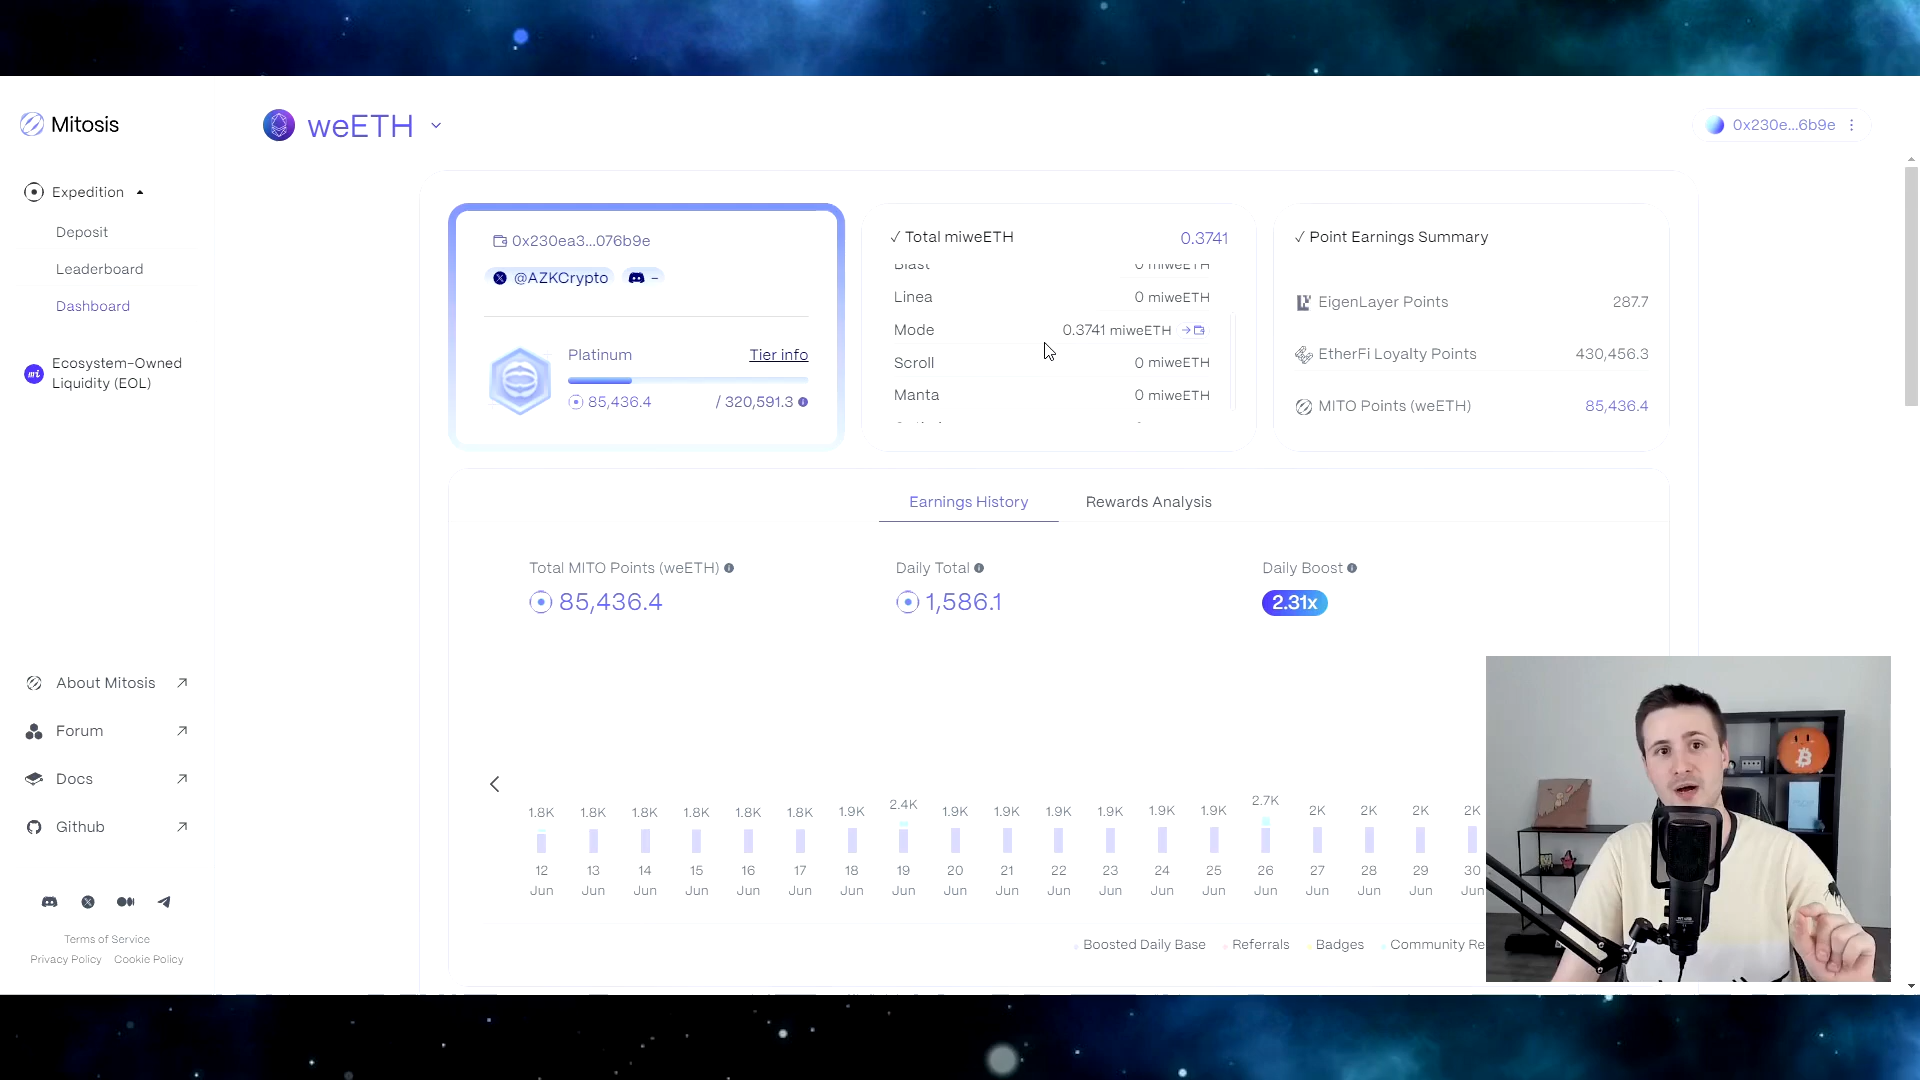 Mitosis
weETH
0x230e...6b9e
Expedition
Deposit
Leaderboard
Dashboard
Ecosystem-Owned
Liquidity (EOL)
About Mitosis
Forum
Docs
Github
Terms of Service
Privacy Policy Cookie Policy
0x230ea3...076b9e
@AZKCrypto –
Platinum Tier info
85,436.4 / 320,591.3
✓ Total miweETH 0.3741
Blast 0 miweETH
Linea 0 miweETH
Mode 0.3741 miweETH
Scroll 0 miweETH
Manta 0 miweETH
✓ Point Earnings Summary
EigenLayer Points 287.7
EtherFi Loyalty Points 430,456.3
MITO Points (weETH) 85,436.4
Earnings History Rewards Analysis
Total MITO Points (weETH) Daily Total Daily Boost
85,436.4 1,586.1 2.31x
1.8K 1.8K 1.8K 1.8K 1.8K 1.8K 1.9K 2.4K 1.9K 1.9K 1.9K 1.9K 1.9K 1.9K 2.7K 2K 2K 2K 2K
12 13 14 15 16 17 18 19 20 21 22 23 24 25 26 27 28 29 30
Jun Jun Jun Jun Jun Jun Jun Jun Jun Jun Jun Jun Jun Jun Jun Jun Jun Jun Jun
Boosted Daily Base Referrals Badges Community Re